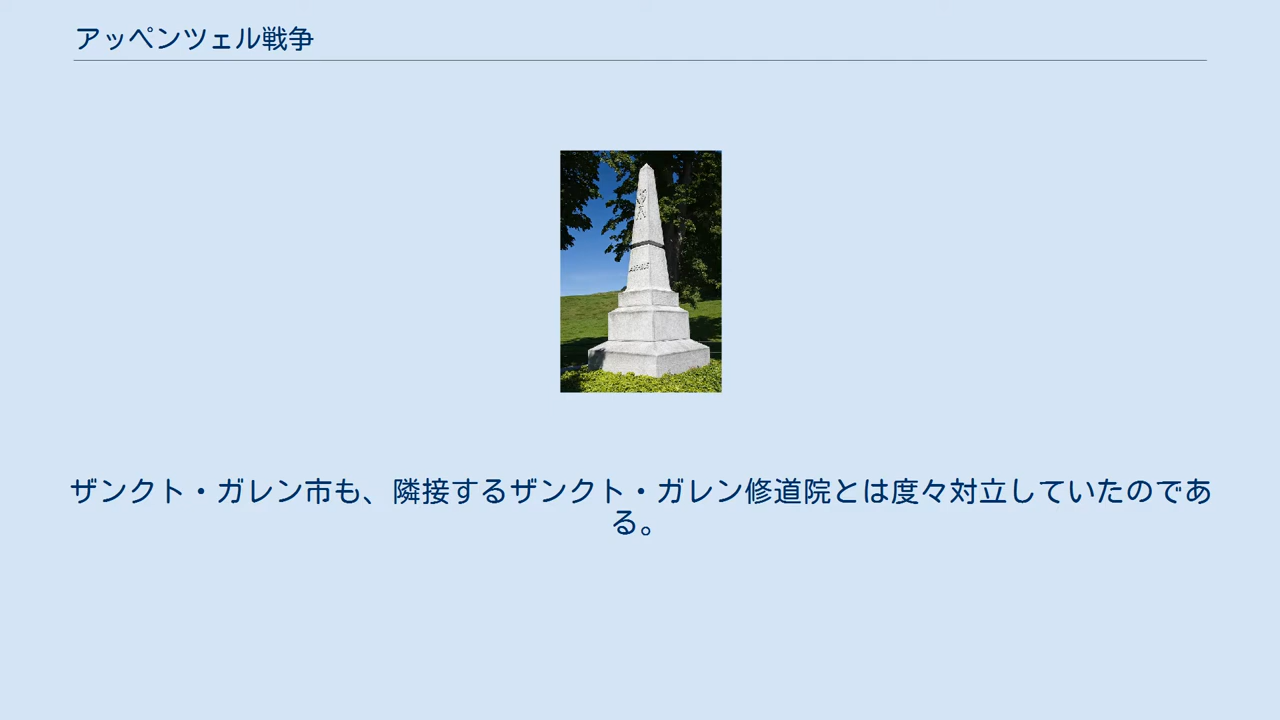 アッペンツェル戦争
ザンクト・ガレン市も、隣接するザンクト・ガレン修道院とは度々対立していたのであ
る。